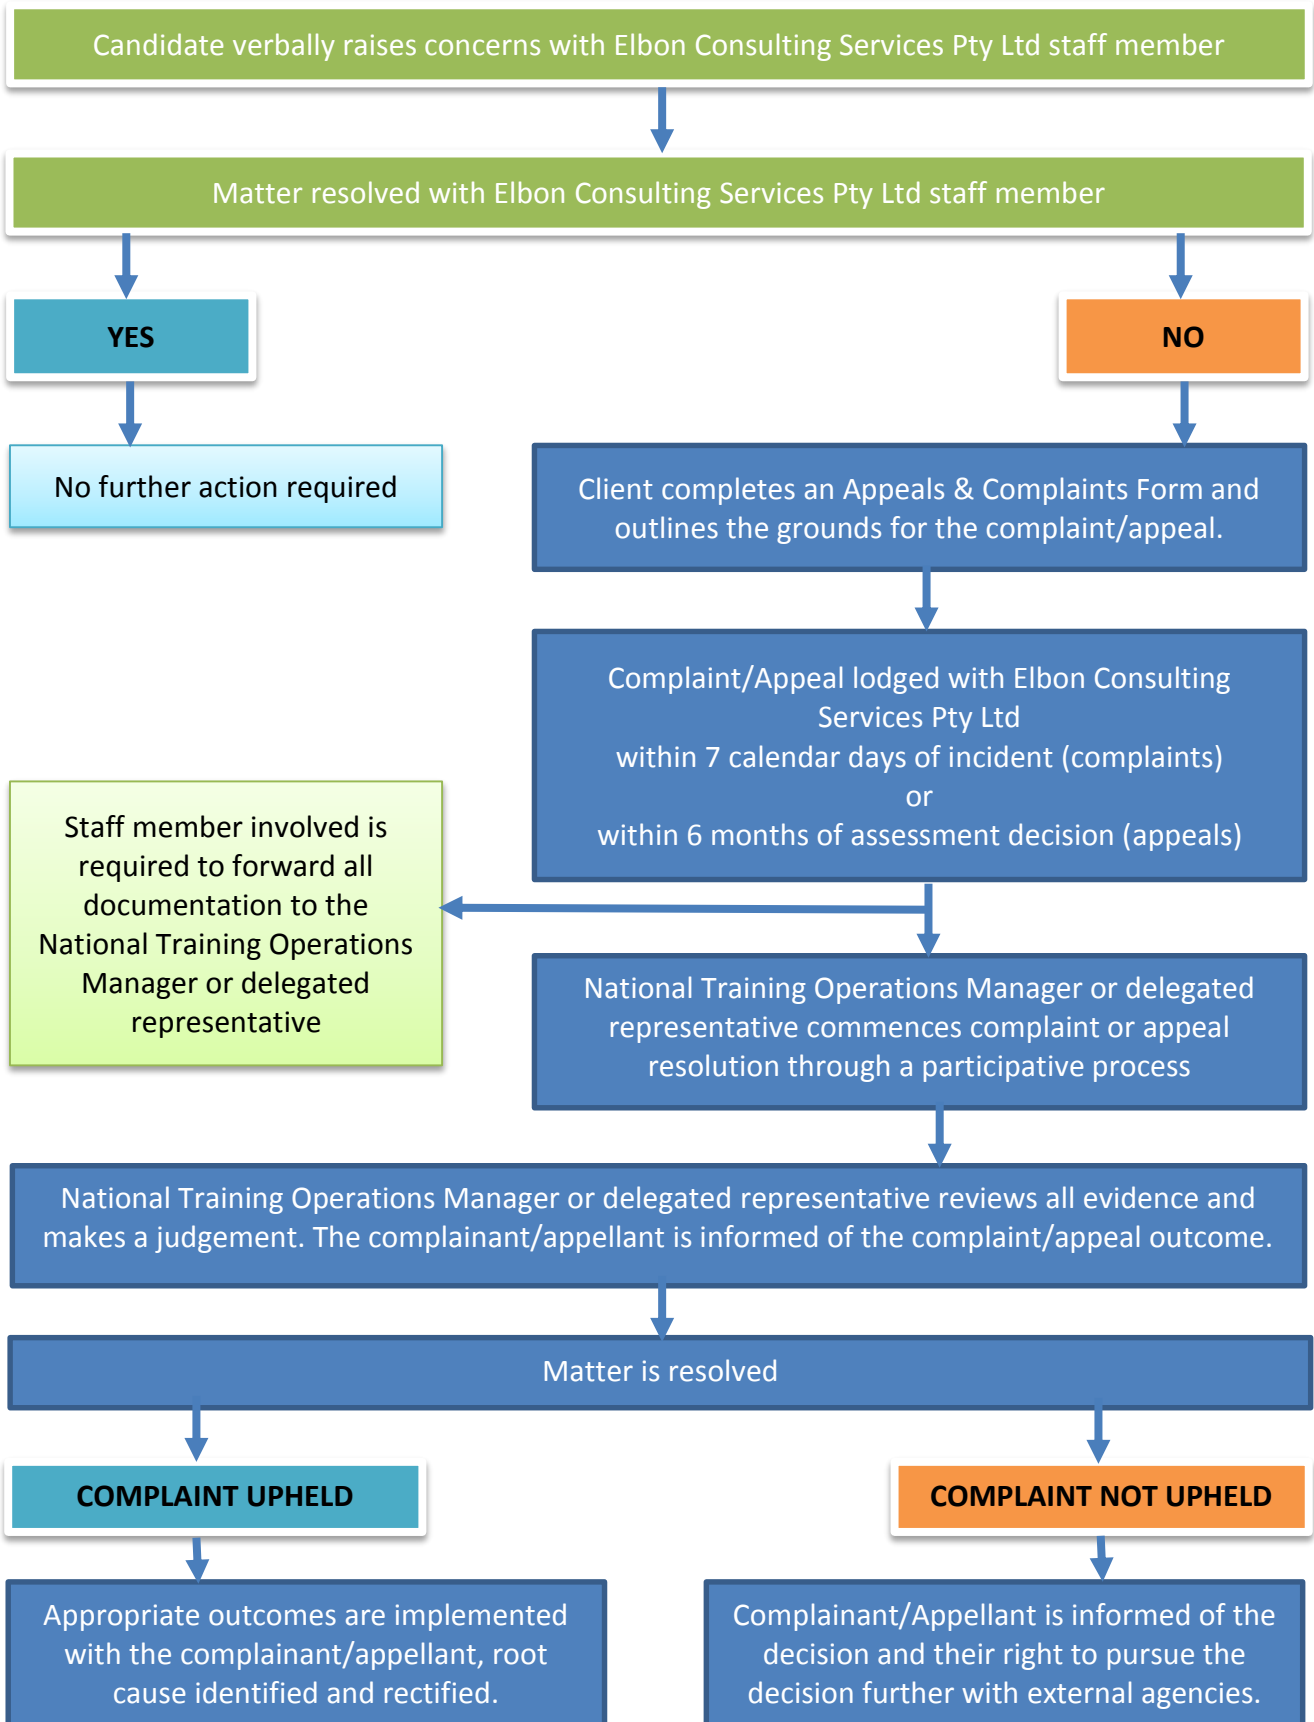 Candidate verbally raises concerns with Elbon Consulting Services Pty Ltd staff member
Matter resolved with Elbon Consulting Services Pty Ltd staff member
YES
NO
No further action required
Client completes an Appeals & Complaints Form and
outlines the grounds for the complaint/appeal.
Complaint/Appeal lodged with Elbon Consulting
Services Pty Ltd
within 7 calendar days of incident (complaints)
or
within 6 months of assessment decision (appeals)
Staff member involved is
required to forward all
documentation to the
National Training Operations
Manager or delegated
representative
National Training Operations Manager or delegated
representative commences complaint or appeal
resolution through a participative process
National Training Operations Manager or delegated representative reviews all evidence and
makes a judgement. The complainant/appellant is informed of the complaint/appeal outcome.
Matter is resolved
COMPLAINT UPHELD
COMPLAINT NOT UPHELD
Appropriate outcomes are implemented
with the complainant/appellant, root
cause identified and rectified.
Complainant/Appellant is informed of the
decision and their right to pursue the
decision further with external agencies.